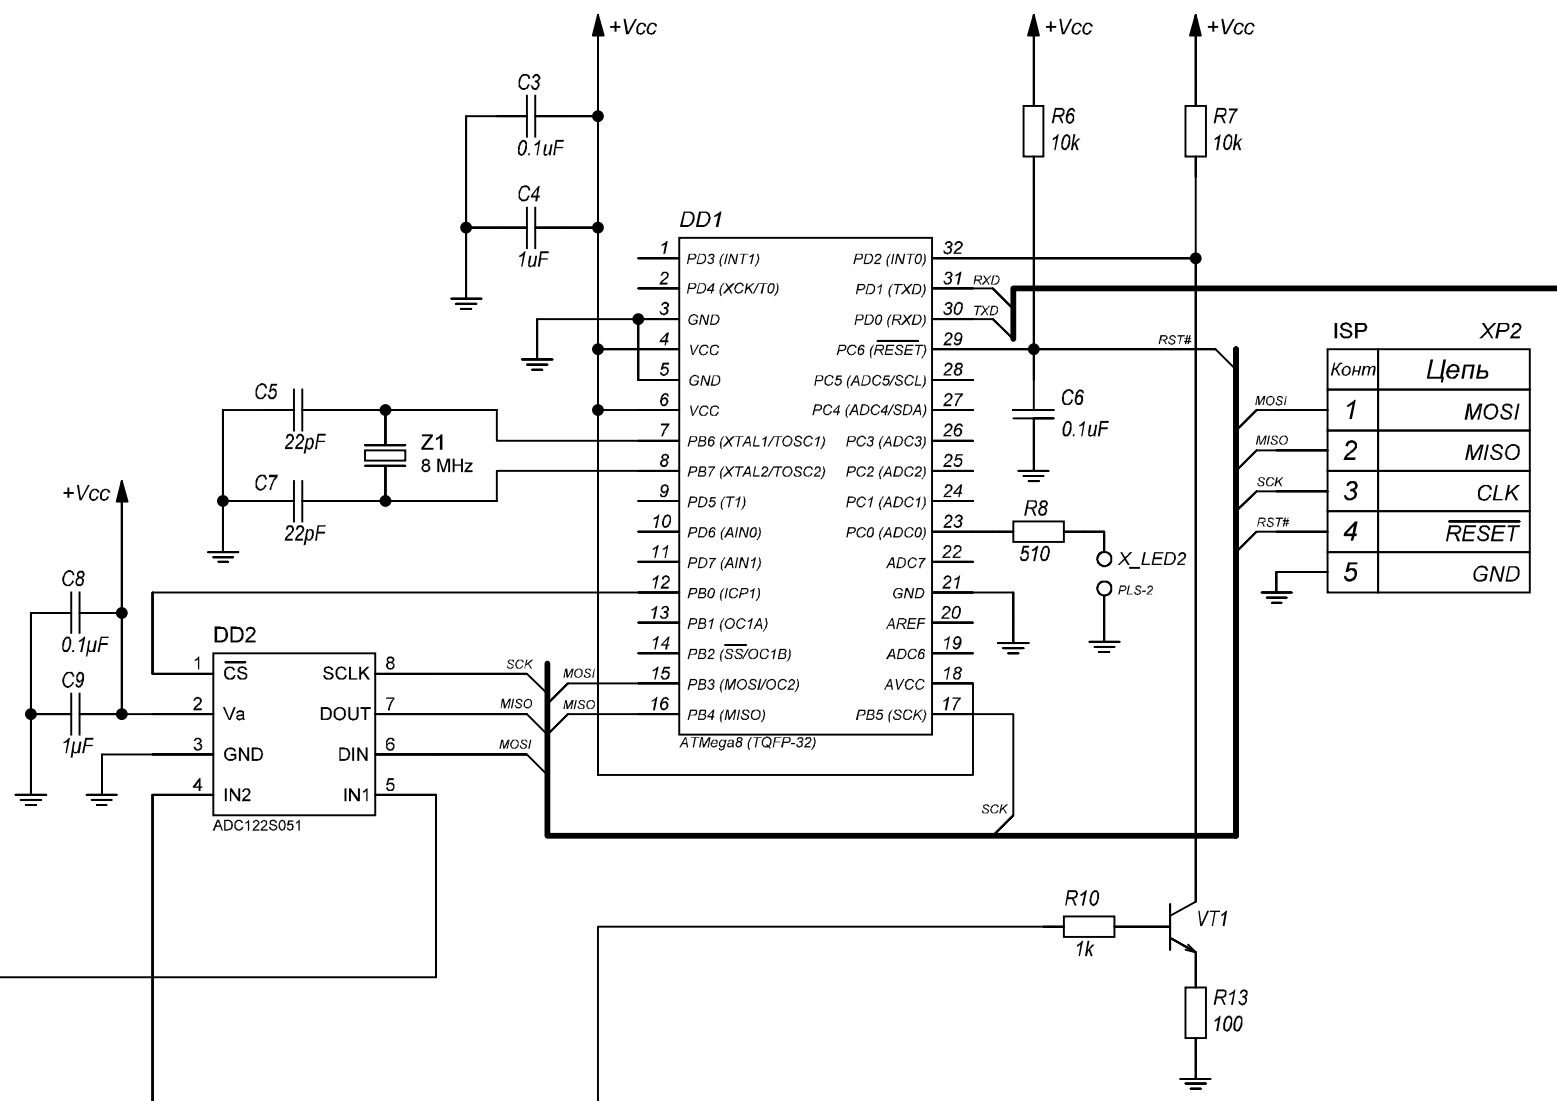 +Vcc
+Vcc
+Vcc
C3
0.1uF
R6
10k
R7
10k
C4
1uF
DD1
1 PD3 (INT1) PD2 (INT0) 32
2 PD4 (XCK/T0) PD1 (TXD) 31 RXD
3 GND PD0 (RXD) 30 TXD
4 VCC PC6 (RESET) 29 RST#
5 GND PC5 (ADC5/SCL) 28
6 VCC PC4 (ADC4/SDA) 27
7 PB6 (XTAL1/TOSC1) PC3 (ADC3) 26
8 PB7 (XTAL2/TOSC2) PC2 (ADC2) 25
9 PD5 (T1) PC1 (ADC1) 24
10 PD6 (AIN0) PC0 (ADC0) 23
11 PD7 (AIN1) ADC7 22
12 PB0 (ICP1) GND 21
13 PB1 (OC1A) AREF 20
14 PB2 (SS/OC1B) ADC6 19
MOSI 15 PB3 (MOSI/OC2) AVCC 18
MISO 16 PB4 (MISO) PB5 (SCK) 17
ATMega8 (TQFP-32)
SCK
ISP XP2
Конт Цепь
MOSI 1 MOSI
MISO 2 MISO
SCK 3 CLK
RST# 4 RESET
5 GND
C6
0.1uF
C5
22pF
Z1
8 MHz
C7
22pF
R8
510
X_LED2
PLS-2
+Vcc
C8
0.1µF
C9
1µF
DD2
1 CS SCLK 8 SCK
2 Va DOUT 7 MISO
3 GND DIN 6 MOSI
4 IN2 IN1 5
ADC122S051
R10
1k
VT1
R13
100